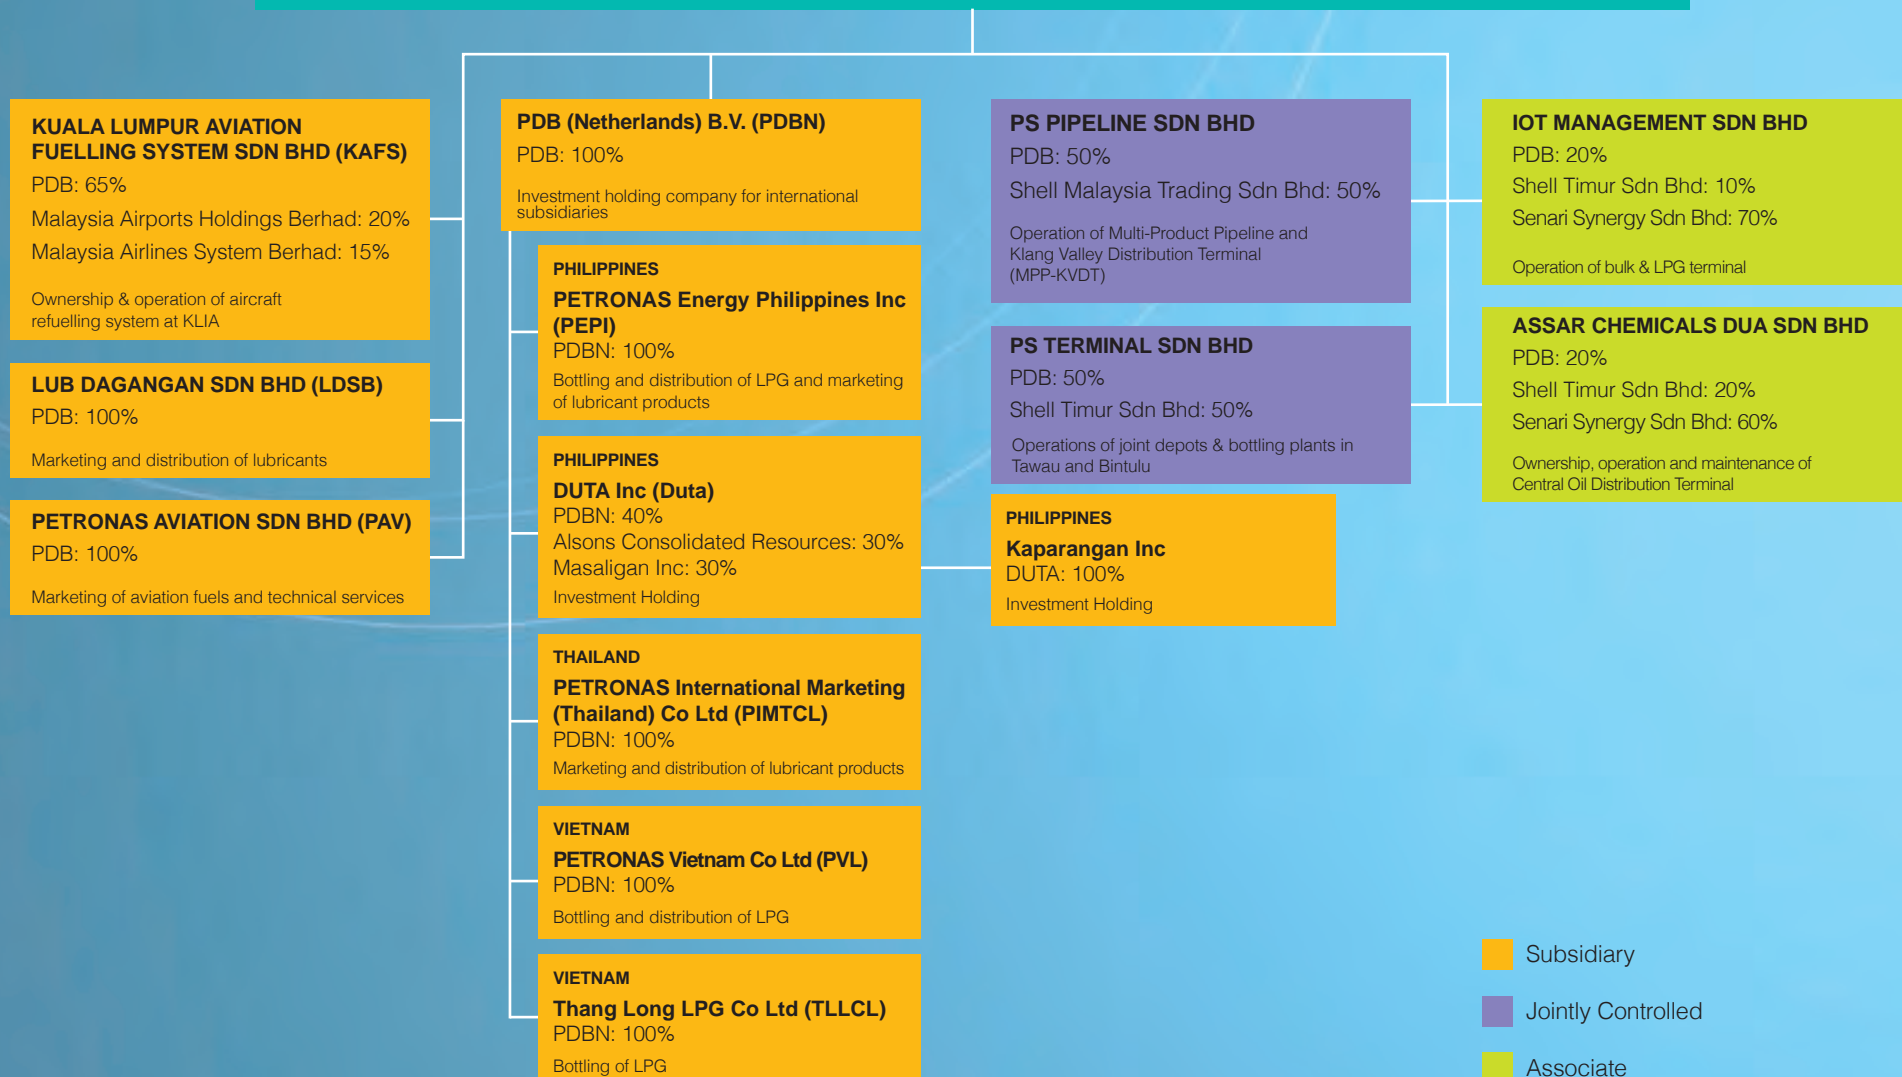 KUALA LUMPUR AVIATION
FUELLING SYSTEM SDN BHD (KAFS)
PDB: 65%
Malaysia Airports Holdings Berhad: 20%
Malaysia Airlines System Berhad: 15%
Ownership & operation of aircraft
refuelling system at KLIA
LUB DAGANGAN SDN BHD (LDSB)
PDB: 100%
Marketing and distribution of lubricants
PETRONAS AVIATION SDN BHD (PAV)
PDB: 100%
Marketing of aviation fuels and technical services
PDB (Netherlands) B.V. (PDBN)
PDB: 100%
Investment holding company for international
subsidiaries
PHILIPPINES
PETRONAS Energy Philippines Inc
(PEPI)
PDBN: 100%
Bottling and distribution of LPG and marketing
of lubricant products
PHILIPPINES
DUTA Inc (Duta)
PDBN: 40%
Alsons Consolidated Resources: 30%
Masaligan Inc: 30%
Investment Holding
THAILAND
PETRONAS International Marketing
(Thailand) Co Ltd (PIMTCL)
PDBN: 100%
Marketing and distribution of lubricant products
VIETNAM
PETRONAS Vietnam Co Ltd (PVL)
PDBN: 100%
Bottling and distribution of LPG
VIETNAM
Thang Long LPG Co Ltd (TLLCL)
PDBN: 100%
Bottling of LPG
PS PIPELINE SDN BHD
PDB: 50%
Shell Malaysia Trading Sdn Bhd: 50%
Operation of Multi-Product Pipeline and
Klang Valley Distribution Terminal
(MPP-KVDT)
PS TERMINAL SDN BHD
PDB: 50%
Shell Timur Sdn Bhd: 50%
Operations of joint depots & bottling plants in
Tawau and Bintulu
PHILIPPINES
Kaparangan Inc
DUTA: 100%
Investment Holding
IOT MANAGEMENT SDN BHD
PDB: 20%
Shell Timur Sdn Bhd: 10%
Senari Synergy Sdn Bhd: 70%
Operation of bulk & LPG terminal
ASSAR CHEMICALS DUA SDN BHD
PDB: 20%
Shell Timur Sdn Bhd: 20%
Senari Synergy Sdn Bhd: 60%
Ownership, operation and maintenance of
Central Oil Distribution Terminal
Subsidiary
Jointly Controlled
Associate